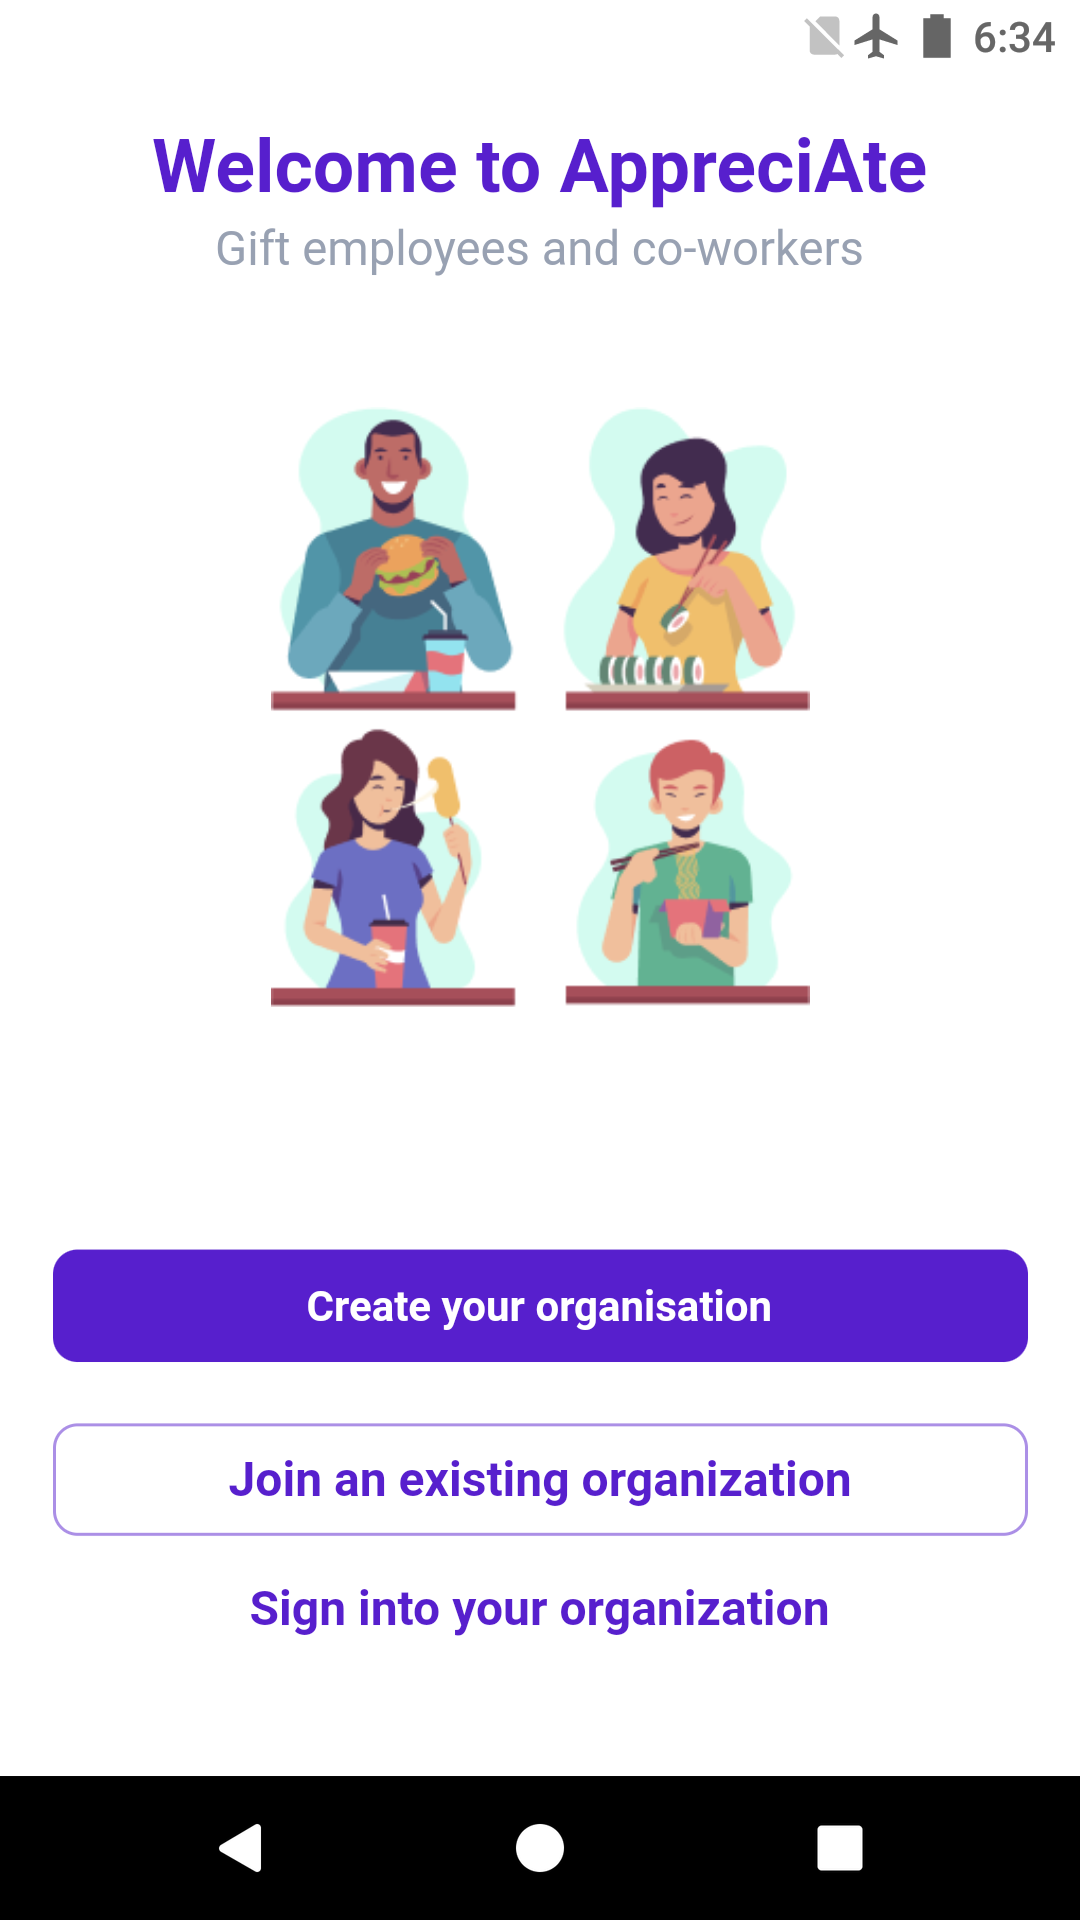 6:34
Welcome to AppreciAte
Gift employees and co-workers
Create your organisation
Join an existing organization
Sign into your organization